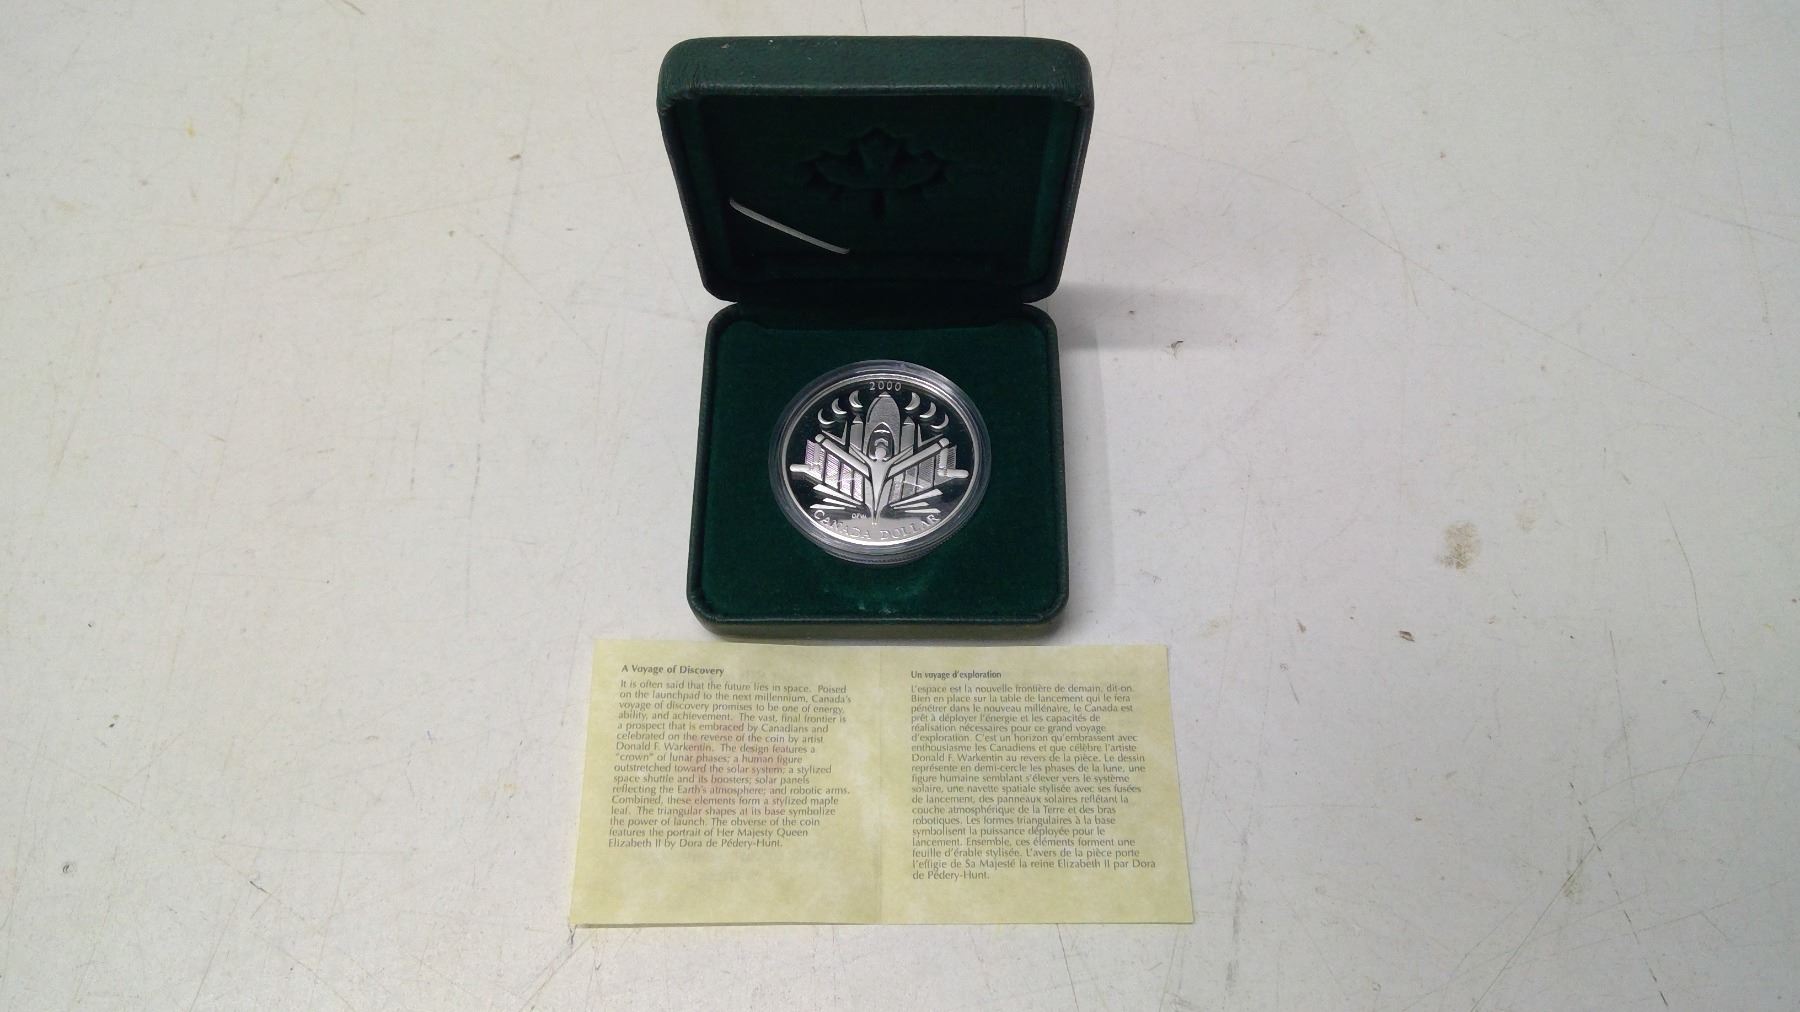 2000
DFW
CANADA DOLLAR
A Voyage of Discovery
It is often said that the future lies in space. Poised
on the launchpad to the next millennium, Canada's
voyage of discovery promises to be one of energy,
ability, and achievement. The vast, final frontier is
a prospect that is embraced by Canadians and
celebrated on the reverse of the coin by artist
Donald F. Warkentin. The design features a
"crown" of lunar phases; a human figure
outstretched toward the solar system; a stylized
space shuttle and its boosters; solar panels
reflecting the Earth's atmosphere; and robotic arms.
Combined, these elements form a stylized maple
leaf. The triangular shapes at its base symbolize
the power of launch. The obverse of the coin
features the portrait of Her Majesty Queen
Elizabeth II by Dora de Pédery-Hunt.
Un voyage d'exploration
L'espace est la nouvelle frontière de demain, dit-on.
Bien en place sur la table de lancement qui le fera
pénétrer dans le nouveau millénaire, le Canada est
prêt à déployer l'énergie et les capacités de
réalisation nécessaires pour ce grand voyage
d'exploration. C'est un horizon qu'embrassent avec
enthousiasme les Canadiens et que célèbre l'artiste
Donald F. Warkentin au revers de la pièce. Le dessin
représente en demi-cercle les phases de la lune, une
figure humaine semblant s'élever vers le système
solaire, une navette spatiale stylisée avec ses fusées
de lancement, des panneaux solaires reflétant la
couche atmosphérique de la Terre et des bras
robotiques. Les formes triangulaires à la base
symbolisent la puissance déployée pour le
lancement. Ensemble, ces éléments forment une
feuille d'érable stylisée. L'avers de la pièce porte
l'effigie de Sa Majesté la reine Elizabeth II par Dora
de Pédery-Hunt.